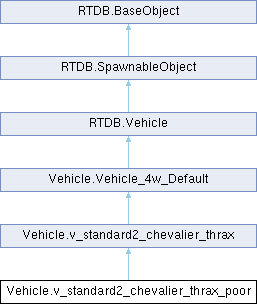 RTDB.BaseObject
RTDB.SpawnableObject
RTDB.Vehicle
Vehicle.Vehicle_4w_Default
Vehicle.v_standard2_chevalier_thrax
Vehicle.v_standard2_chevalier_thrax_poor